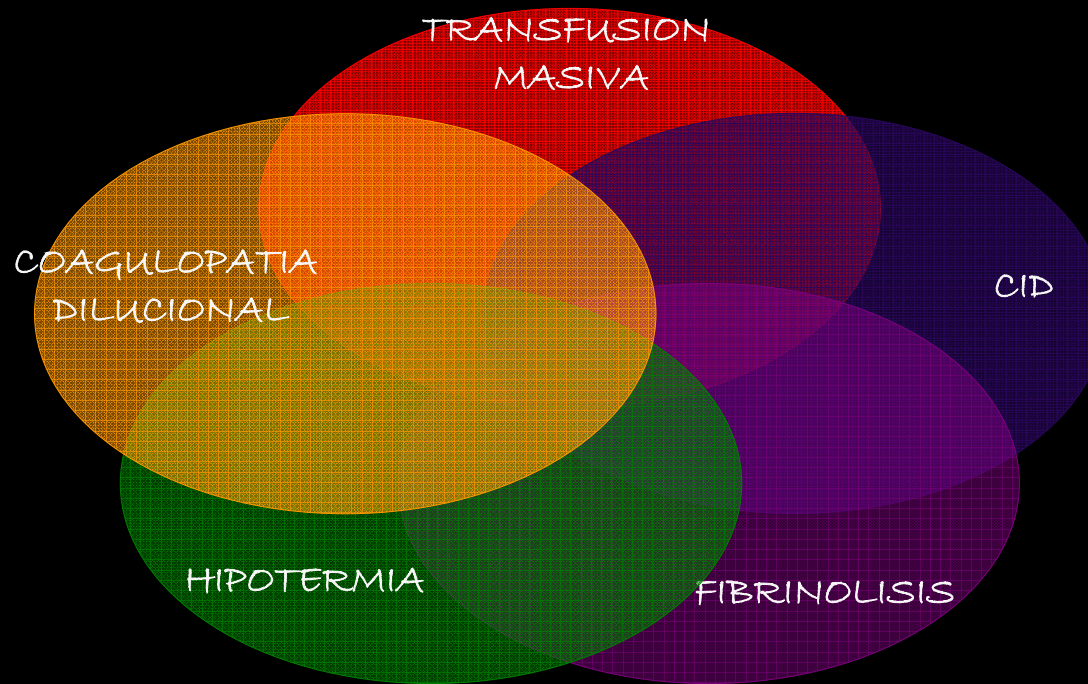 TRANSFUSION
MASIVA
COAGULOPATIA
DILUCIONAL
CID
HIPOTERMIA
FIBRINOLISIS